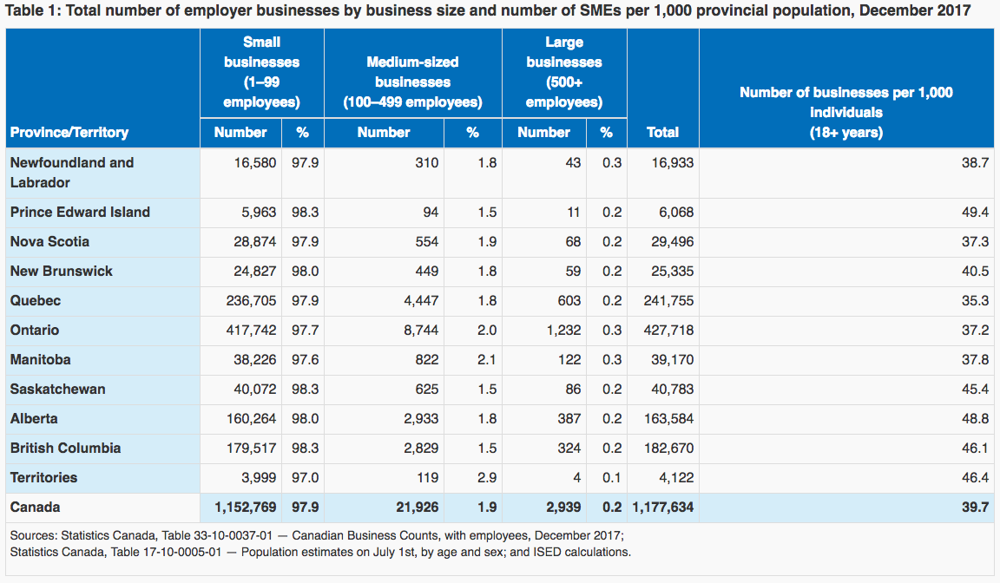 Table 1: Total number of employer businesses by business size and number of SMEs per 1,000 provincial population, December 2017
Province/Territory
Small
businesses
(1–99
employees)
Medium-sized
businesses
(100–499 employees)
Large
businesses
(500+
employees)
Total
Number of businesses per 1,000
individuals
(18+ years)
Number % Number % Number %
Newfoundland and
Labrador 16,580 97.9 310 1.8 43 0.3 16,933 38.7
Prince Edward Island 5,963 98.3 94 1.5 11 0.2 6,068 49.4
Nova Scotia 28,874 97.9 554 1.9 68 0.2 29,496 37.3
New Brunswick 24,827 98.0 449 1.8 59 0.2 25,335 40.5
Quebec 236,705 97.9 4,447 1.8 603 0.2 241,755 35.3
Ontario 417,742 97.7 8,744 2.0 1,232 0.3 427,718 37.2
Manitoba 38,226 97.6 822 2.1 122 0.3 39,170 37.8
Saskatchewan 40,072 98.3 625 1.5 86 0.2 40,783 45.4
Alberta 160,264 98.0 2,933 1.8 387 0.2 163,584 48.8
British Columbia 179,517 98.3 2,829 1.5 324 0.2 182,670 46.1
Territories 3,999 97.0 119 2.9 4 0.1 4,122 46.4
Canada 1,152,769 97.9 21,926 1.9 2,939 0.2 1,177,634 39.7
Sources: Statistics Canada, Table 33-10-0037-01 — Canadian Business Counts, with employees, December 2017;
Statistics Canada, Table 17-10-0005-01 — Population estimates on July 1st, by age and sex; and ISED calculations.